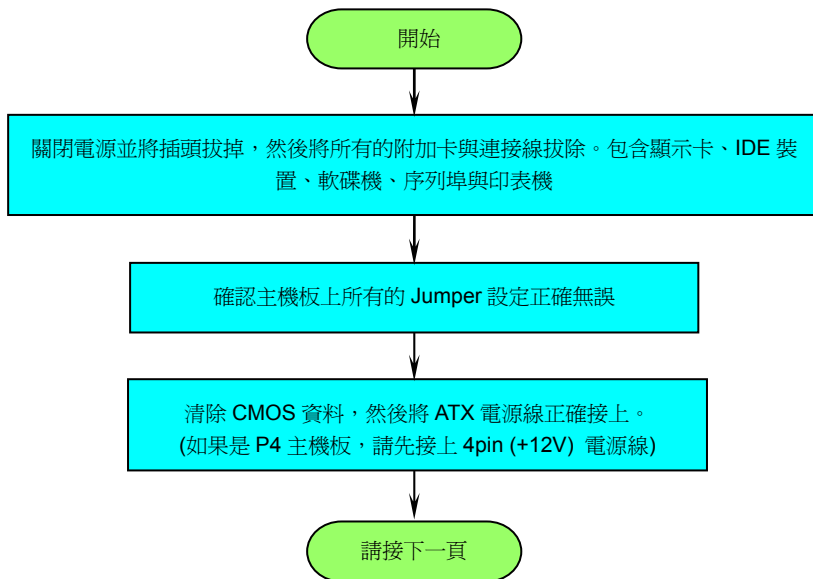 開始
關閉電源並將插頭拔掉，然後將所有的附加卡與連接線拔除。包含顯示卡、IDE 裝
置、軟碟機、序列埠與印表機
確認主機板上所有的 Jumper 設定正確無誤
清除 CMOS 資料，然後將 ATX 電源線正確接上。
(如果是 P4 主機板，請先接上 4pin (+12V) 電源線)
請接下一頁